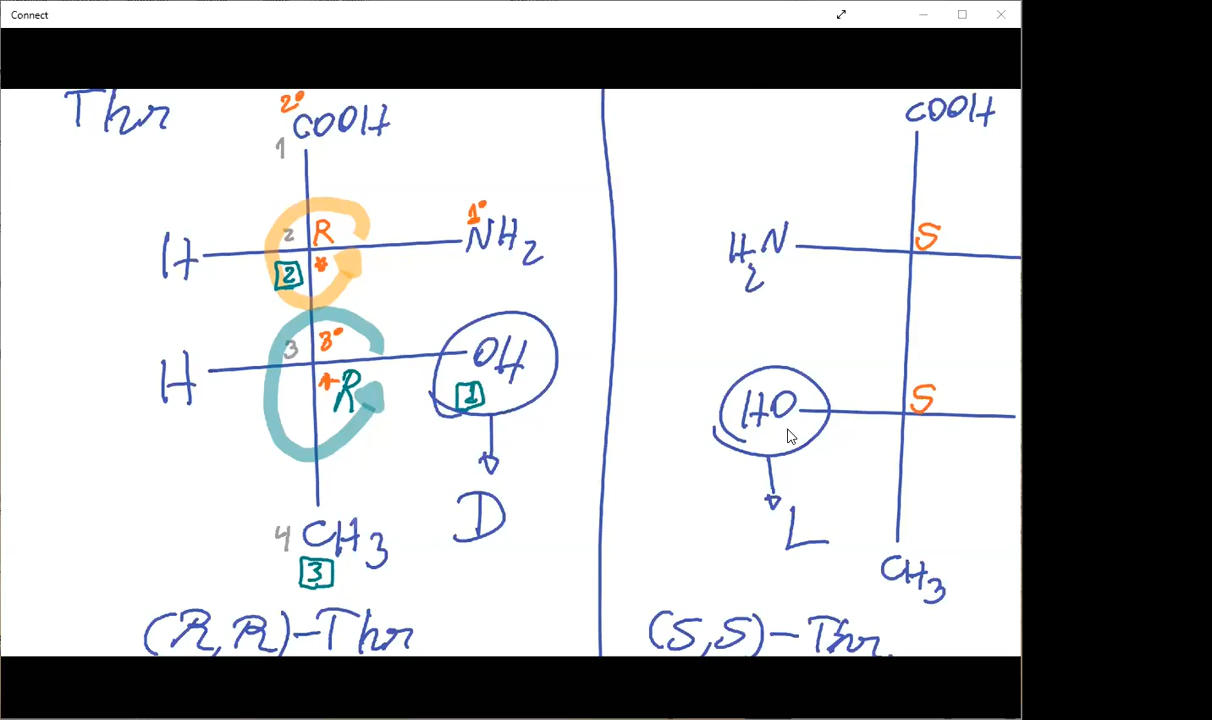 Connect
Thr
2°
COOH
1
H
2
R
*
2
1°
NH2
H
3
3°
*
R
OH
1
D
4
CH3
3
(R,R)-Thr
COOH
H2N
S
HO
S
L
CH3
(S,S)-Thr